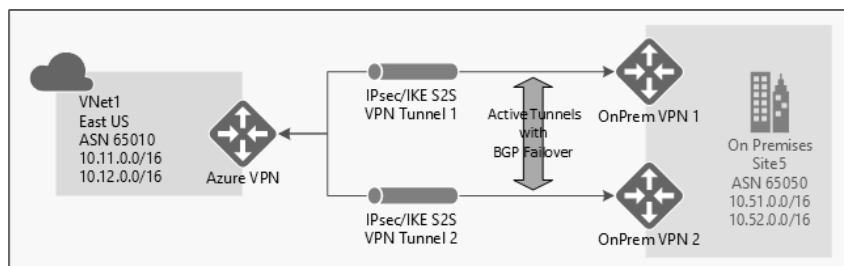 VNet1
East US
ASN 65010
10.11.0.0/16
10.12.0.0/16
Azure VPN
IPsec/IKE S2S
VPN Tunnel 1
Active Tunnels
with
BGP Failover
IPsec/IKE S2S
VPN Tunnel 2
OnPrem VPN 1
OnPrem VPN 2
On Premises
Site5
ASN 65050
10.51.0.0/16
10.52.0.0/16